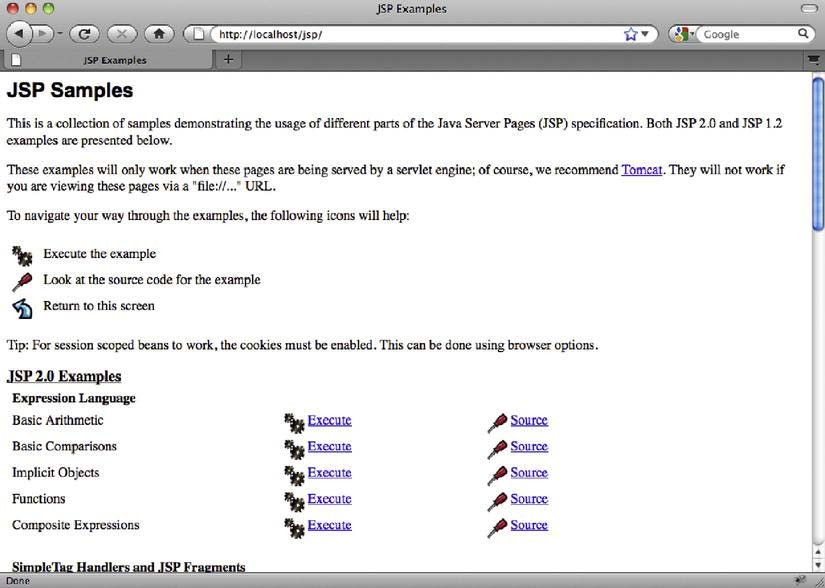 JSP Examples
http://localhost/jsp/
Google
JSP Examples
JSP Samples
This is a collection of samples demonstrating the usage of different parts of the Java Server Pages (JSP) specification. Both JSP 2.0 and JSP 1.2
examples are presented below.
These examples will only work when these pages are being served by a servlet engine; of course, we recommend Tomcat. They will not work if
you are viewing these pages via a "file://..." URL.
To navigate your way through the examples, the following icons will help:
Execute the example
Look at the source code for the example
Return to this screen
Tip: For session scoped beans to work, the cookies must be enabled. This can be done using browser options.
JSP 2.0 Examples
Expression Language
Basic Arithmetic Execute Source
Basic Comparisons Execute Source
Implicit Objects Execute Source
Functions Execute Source
Composite Expressions Execute Source
SimpleTag Handlers and JSP Fragments
Done